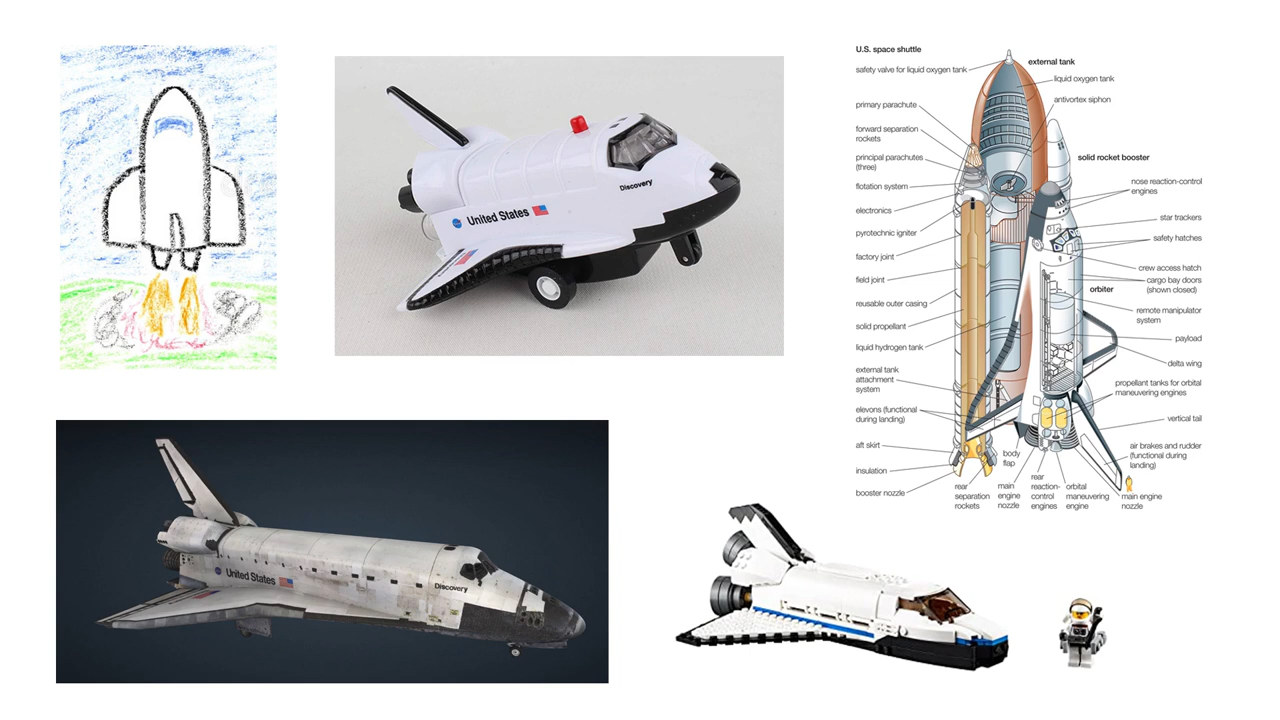 United States
Discovery
United States
Discovery
U.S. space shuttle
safety valve for liquid oxygen tank
primary parachute
forward separation
rockets
principal parachutes
(three)
flotation system
electronics
pyrotechnic igniter
factory joint
field joint
reusable outer casing
solid propellant
liquid hydrogen tank
external tank
attachment
system
elevons (functional
during landing)
aft skirt
insulation
booster nozzle
external tank
liquid oxygen tank
antivortex siphon
solid rocket booster
nose reaction-control
engines
star trackers
safety hatches
crew access hatch
cargo bay doors
(shown closed)
orbiter
remote manipulator
system
payload
delta wing
propellant tanks for orbital
maneuvering engines
vertical tail
air brakes and rudder
(functional during
landing)
body
flap
rear
separation
rockets
main
engine
nozzle
rear
reaction-
control
engines
orbital
maneuvering
engine
main engine
nozzle